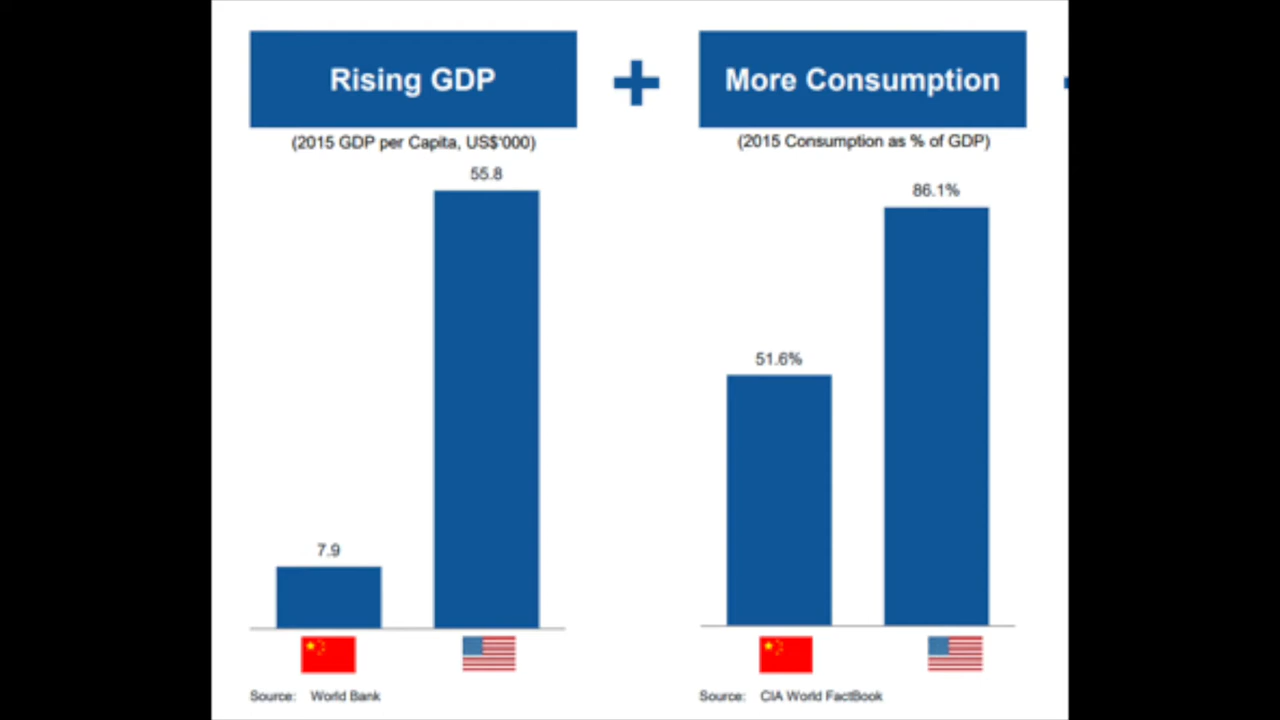 Rising GDP
(2015 GDP per Capita, US$'000)
55.8
7.9
Source: World Bank
+
More Consumption
(2015 Consumption as % of GDP)
86.1%
51.6%
Source: CIA World FactBook